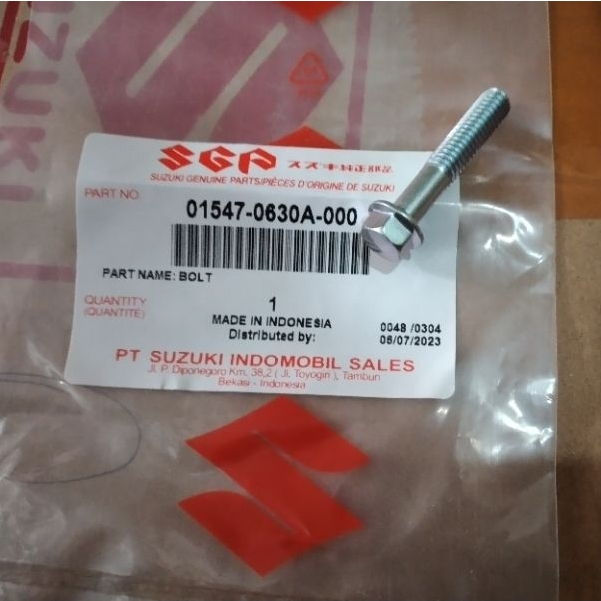 SUZUKI
SGP スズキ純正部品
SUZUKI GENUINE PARTS/PIÈCES D'ORIGINE DE SUZUKI
PART NO
01547-0630A-000
PART NAME: BOLT
QUANTITY 1
(QUANTITE)
MADE IN INDONESIA
Distributed by:
0048 /0304
06/07/2023
PT SUZUKI INDOMOBIL SALES
Jl. P. Diponegoro Km. 38,2 ( Jl. Toyogiri ), Tambun
Bekasi - Indonesia